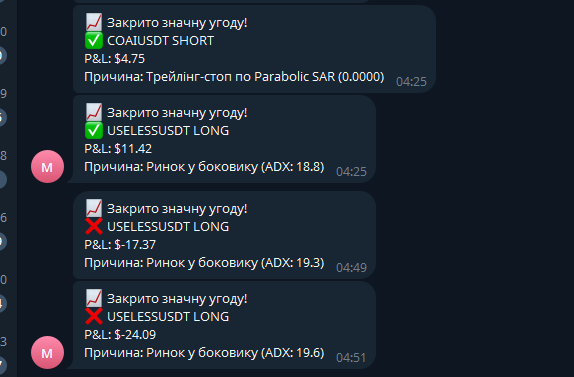 Закрито значну угоду!
COAIUSDT SHORT
P&L: $4.75
Причина: Трейлінг-стоп по Parabolic SAR (0.0000)
04:25
Закрито значну угоду!
USELESSUSDT LONG
P&L: $11.42
Причина: Ринок у боковику (ADX: 18.8)
04:25
M
Закрито значну угоду!
USELESSUSDT LONG
P&L: $-17.37
Причина: Ринок у боковику (ADX: 19.3)
04:49
Закрито значну угоду!
USELESSUSDT LONG
P&L: $-24.09
Причина: Ринок у боковику (ADX: 19.6)
04:51
M